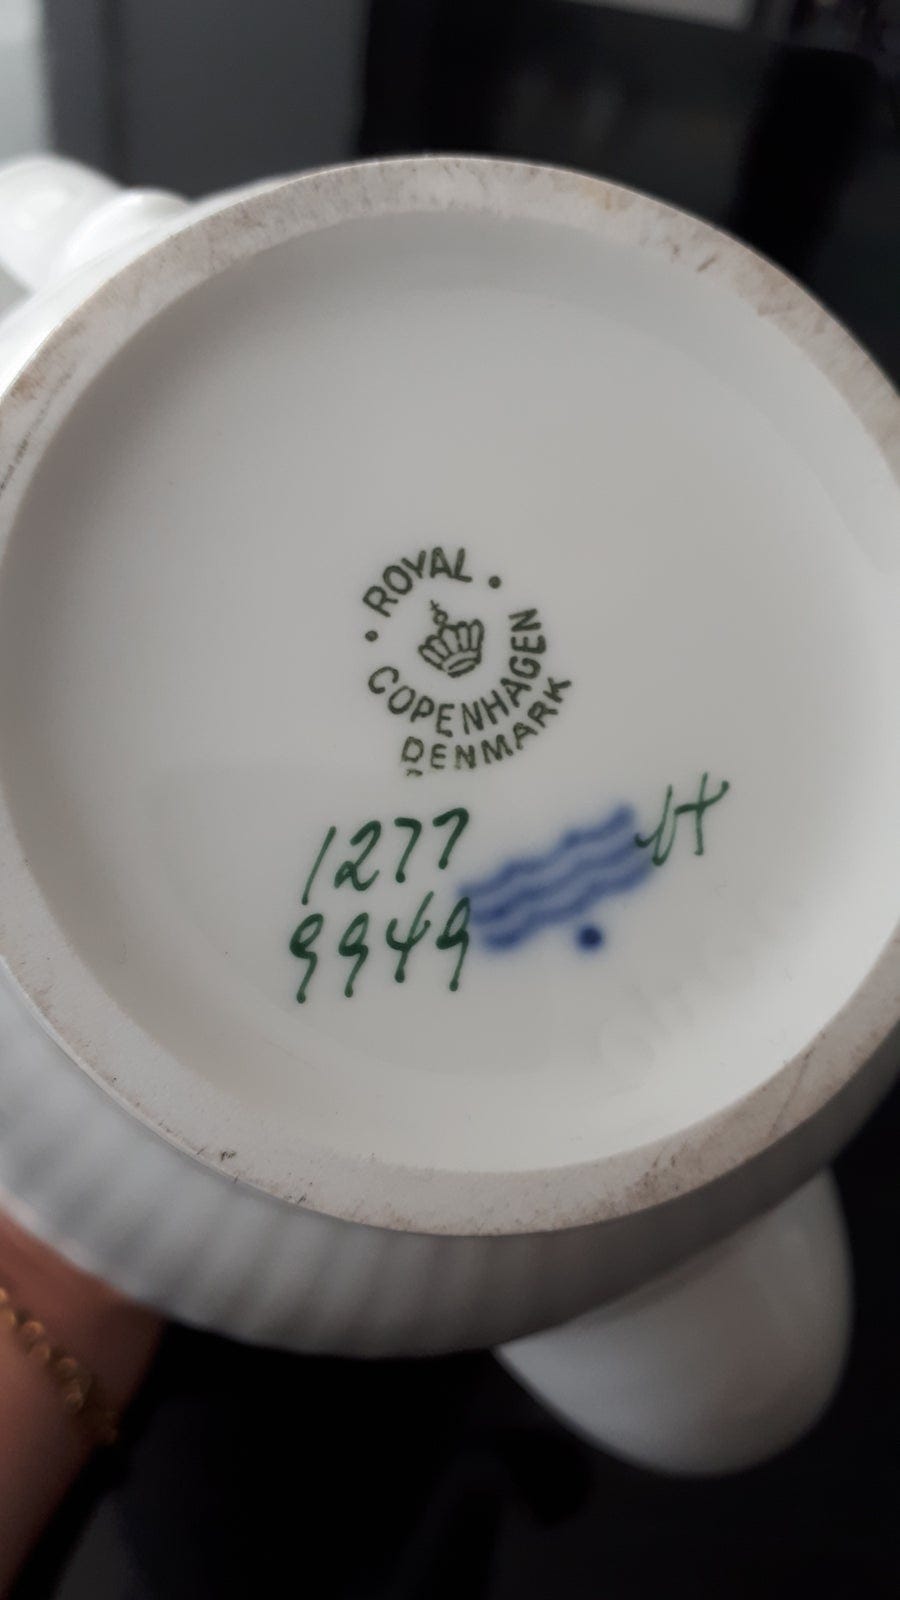 ROYAL
COPENHAGEN
DENMARK
1277
9949